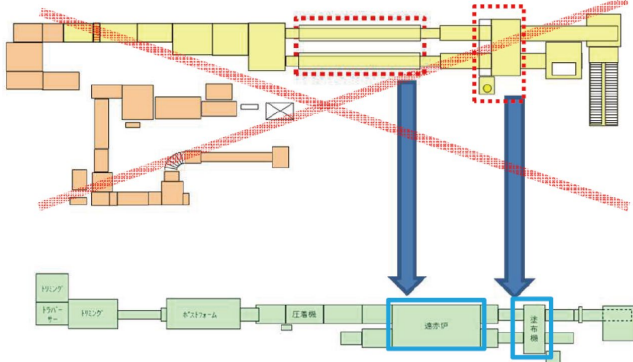 トリミング
トラバー
サー
トリミング
ポストフォーム
圧着機
遠赤炉
塗布機